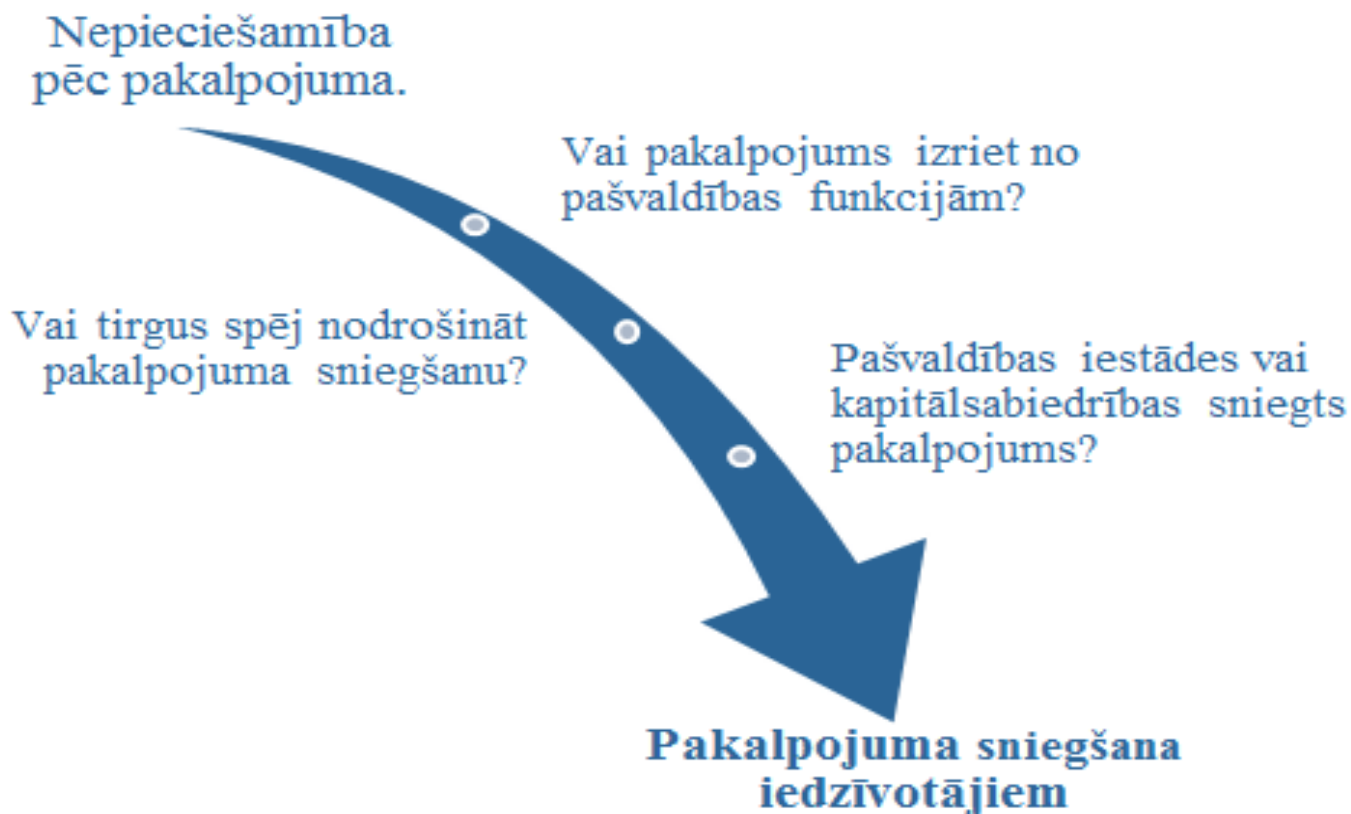 Nepieciešamība
pēc pakalpojuma.
Vai pakalpojums izriet no
pašvaldības funkcijām?
Vai tirgus spēj nodrošināt
pakalpojuma sniegšanu?
Pašvaldības iestādes vai
kapitālsabiedrības sniegts
pakalpojums?
Pakalpojuma sniegšana
iedzīvotājiem